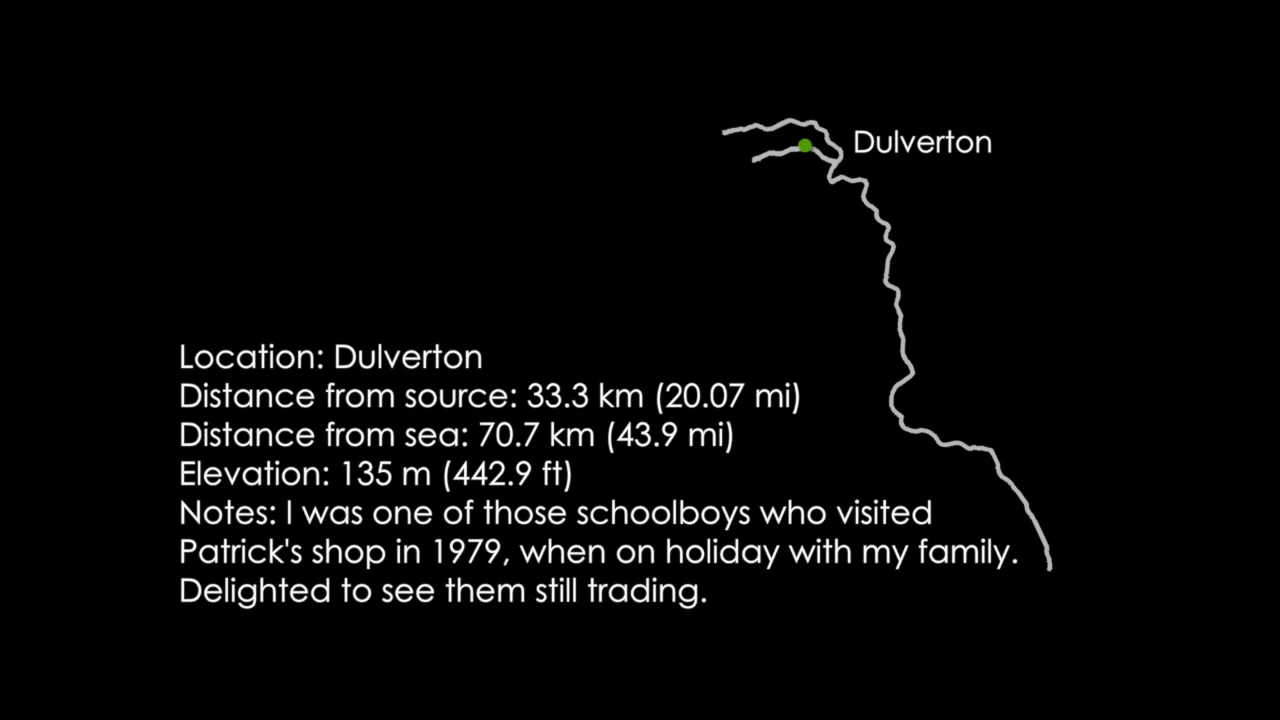 Dulverton
Location: Dulverton
Distance from source: 33.3 km (20.07 mi)
Distance from sea: 70.7 km (43.9 mi)
Elevation: 135 m (442.9 ft)
Notes: I was one of those schoolboys who visited
Patrick's shop in 1979, when on holiday with my family.
Delighted to see them still trading.